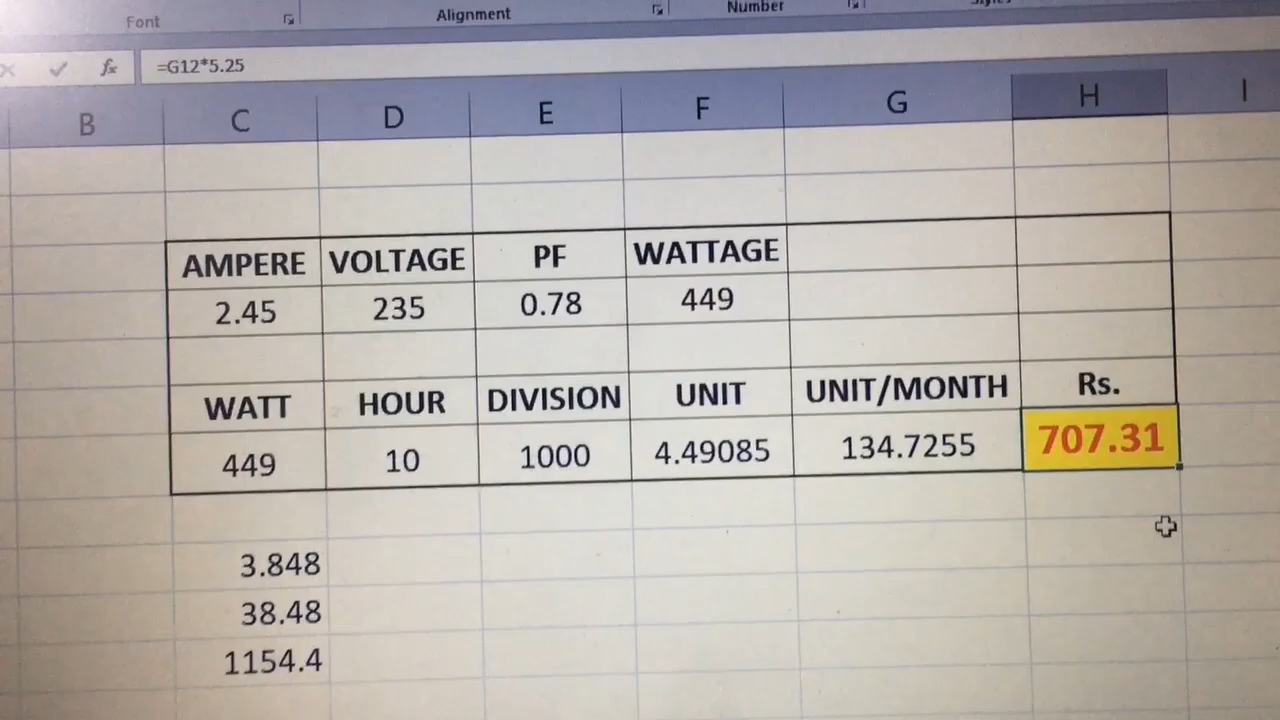 Font Alignment Number
fx =G12*5.25
B C D E F G H I
AMPERE VOLTAGE PF WATTAGE
2.45 235 0.78 449
WATT HOUR DIVISION UNIT UNIT/MONTH Rs.
449 10 1000 4.49085 134.7255 707.31
3.848
38.48
1154.4